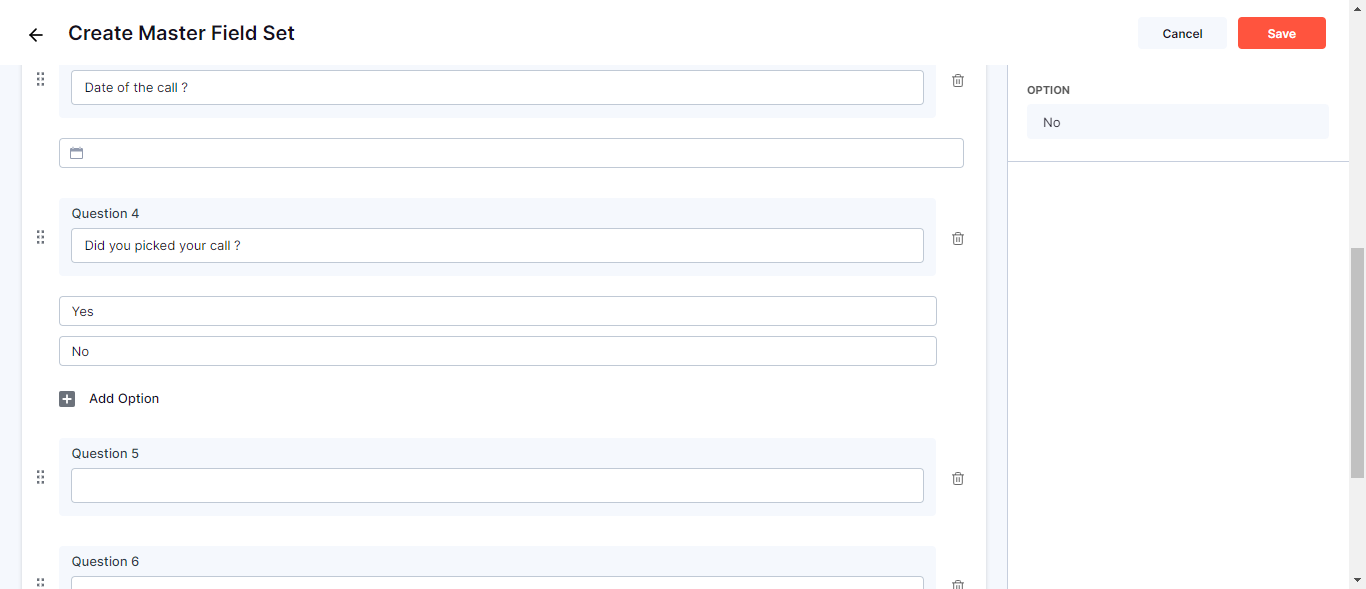 Create Master Field Set
Cancel
Save
Date of the call ?
Question 4
Did you picked your call ?
Yes
No
Add Option
Question 5
Question 6
OPTION
No